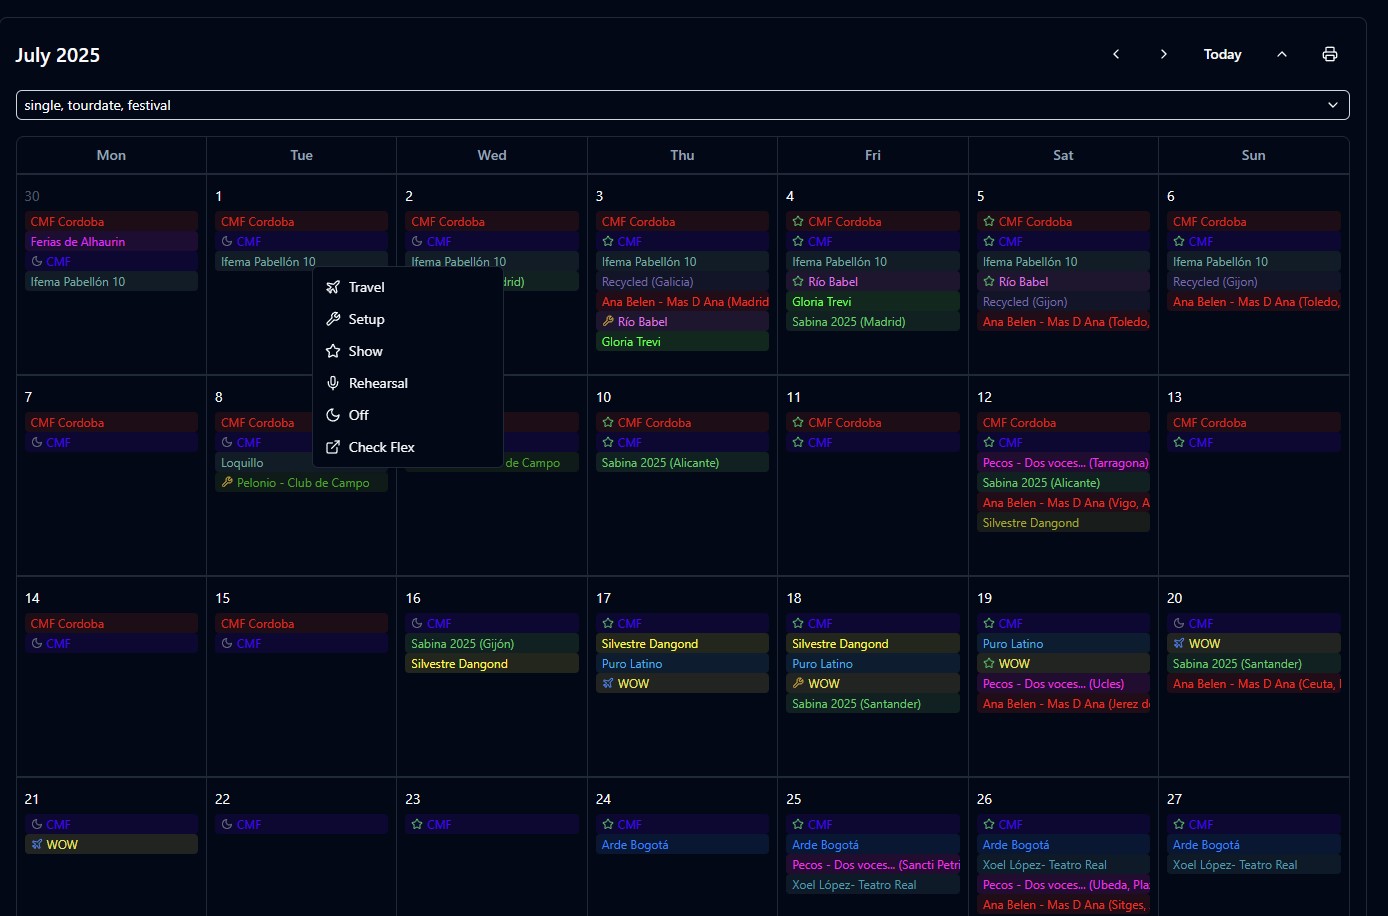 July 2025
Today
single, tourdate, festival
Mon Tue Wed Thu Fri Sat Sun
30
CMF Cordoba
Ferias de Alhaurin
CMF
Ifema Pabellón 10
1
CMF Cordoba
CMF
Ifema Pabellón 10
2
CMF Cordoba
CMF
Ifema Pabellón 10
drid)
3
CMF Cordoba
CMF
Ifema Pabellón 10
Recycled (Galicia)
Ana Belen - Mas D Ana (Madrid
Río Babel
Gloria Trevi
4
CMF Cordoba
CMF
Ifema Pabellón 10
Río Babel
Gloria Trevi
Sabina 2025 (Madrid)
5
CMF Cordoba
CMF
Ifema Pabellón 10
Río Babel
Recycled (Gijon)
Ana Belen - Mas D Ana (Toledo,
6
CMF Cordoba
CMF
Ifema Pabellón 10
Recycled (Gijon)
Ana Belen - Mas D Ana (Toledo,
Travel
Setup
Show
Rehearsal
Off
Check Flex
7
CMF Cordoba
CMF
8
CMF Cordoba
CMF
Loquillo
Pelonio - Club de Campo
de Campo
10
CMF Cordoba
CMF
Sabina 2025 (Alicante)
11
CMF Cordoba
CMF
12
CMF Cordoba
CMF
Pecos - Dos voces... (Tarragona)
Sabina 2025 (Alicante)
Ana Belen - Mas D Ana (Vigo, A
Silvestre Dangond
13
CMF Cordoba
CMF
14
CMF Cordoba
CMF
15
CMF Cordoba
CMF
16
CMF
Sabina 2025 (Gijón)
Silvestre Dangond
17
CMF
Silvestre Dangond
Puro Latino
WOW
18
CMF
Silvestre Dangond
Puro Latino
WOW
Sabina 2025 (Santander)
19
CMF
Puro Latino
WOW
Pecos - Dos voces... (Ucles)
Ana Belen - Mas D Ana (Jerez de
20
CMF
WOW
Sabina 2025 (Santander)
Ana Belen - Mas D Ana (Ceuta,
21
CMF
WOW
22
CMF
23
CMF
24
CMF
Arde Bogotá
25
CMF
Arde Bogotá
Pecos - Dos voces... (Sancti Petri
Xoel López- Teatro Real
26
CMF
Arde Bogotá
Xoel López- Teatro Real
Pecos - Dos voces... (Ubeda, Pla
Ana Belen - Mas D Ana (Sitges,
27
CMF
Arde Bogotá
Xoel López- Teatro Real